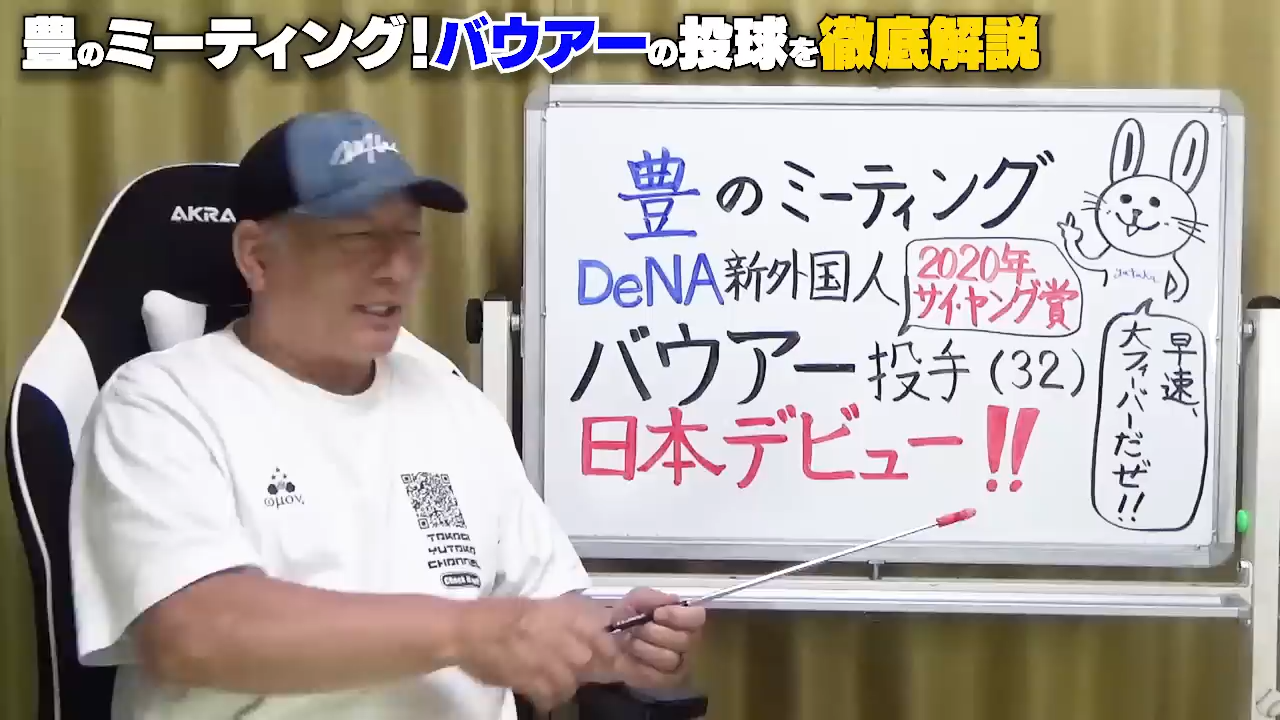 豊のミーティング!バウアーの投球を徹底解説
AKRA
豊のミーティング
DeNA新外国人
2020年
サイ・ヤング賞
バウアー投手(32)
日本デビュー!!
yutaka
早速、
大フィーバーだぜ!!
ωμον.
TAKAGI
YUTAKA
CHANNEL